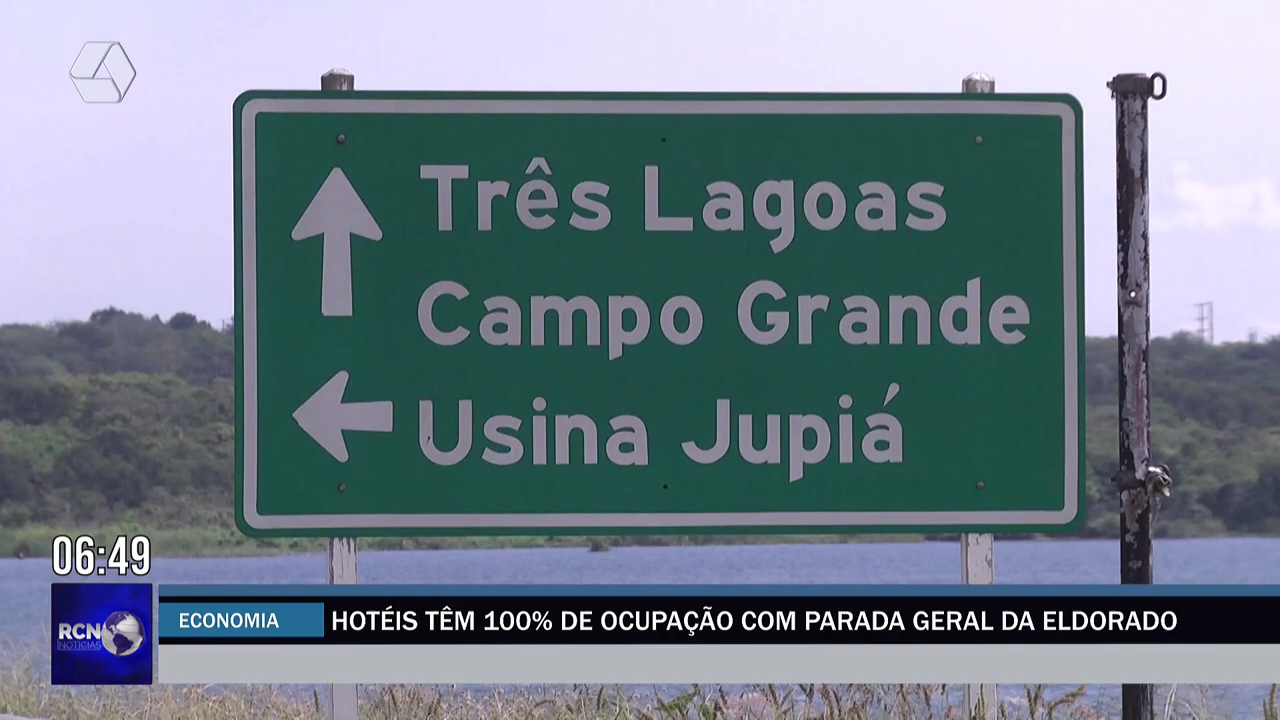 Três Lagoas
Campo Grande
Usina Jupiá
06:49
RCN
NOTÍCIAS
ECONOMIA
HOTÉIS TÊM 100% DE OCUPAÇÃO COM PARADA GERAL DA ELDORADO